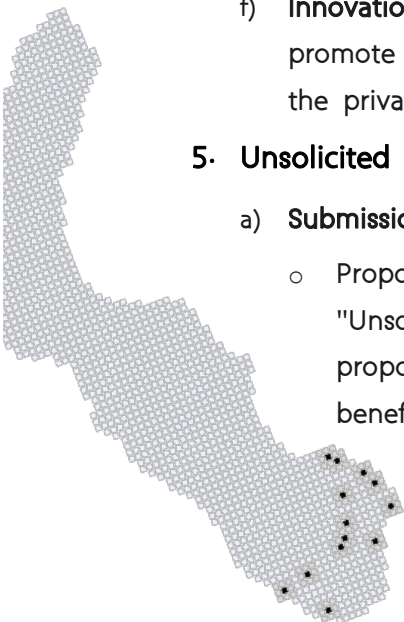 f) Innovatio
promote
the priva
5. Unsolicited
a) Submissio
o Propo
"Unso
propo
benef